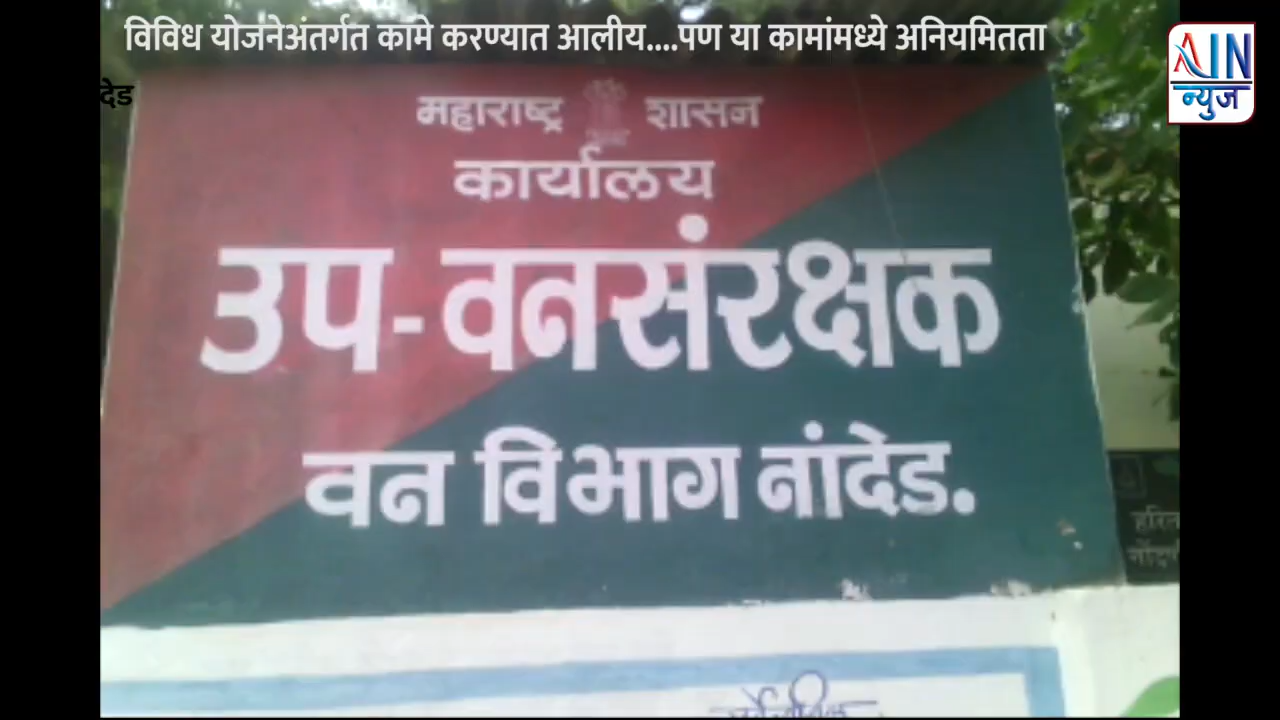 विविध योजनेअंतर्गत कामे करण्यात आलीय....पण या कामांमध्ये अनियमितता
AIN
न्युज
देड
महाराष्ट्र शासन
कार्यालय
उप-वनसंरक्षक
वन विभाग नांदेड.
हरित